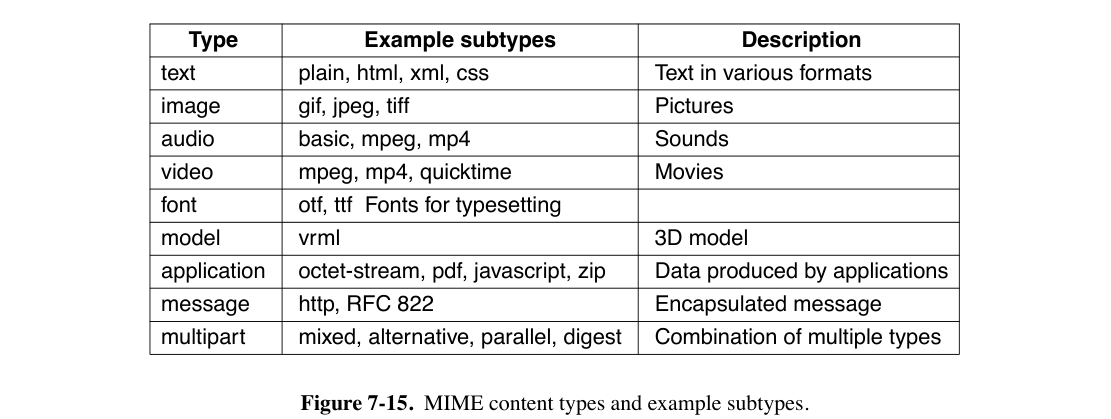 Type Example subtypes Description
text plain, html, xml, css Text in various formats
image gif, jpeg, tiff Pictures
audio basic, mpeg, mp4 Sounds
video mpeg, mp4, quicktime Movies
font otf, ttf Fonts for typesetting
model vrml 3D model
application octet-stream, pdf, javascript, zip Data produced by applications
message http, RFC 822 Encapsulated message
multipart mixed, alternative, parallel, digest Combination of multiple types
Figure 7-15. MIME content types and example subtypes.